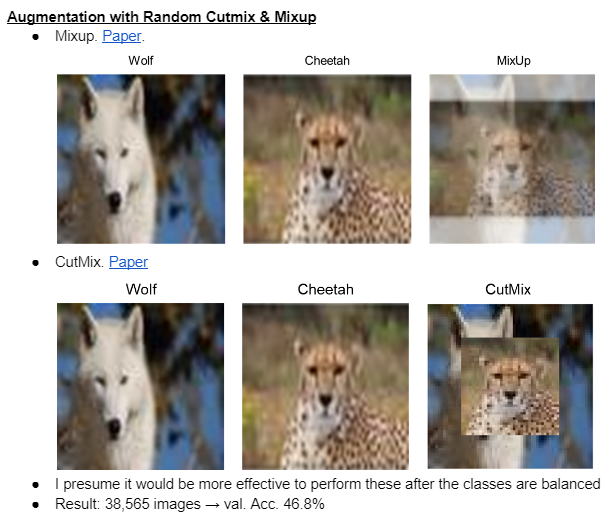 Augmentation with Random Cutmix & Mixup
● Mixup. Paper.
Wolf Cheetah MixUp
● CutMix. Paper
Wolf Cheetah CutMix
● I presume it would be more effective to perform these after the classes are balanced
● Result: 38,565 images → val. Acc. 46.8%